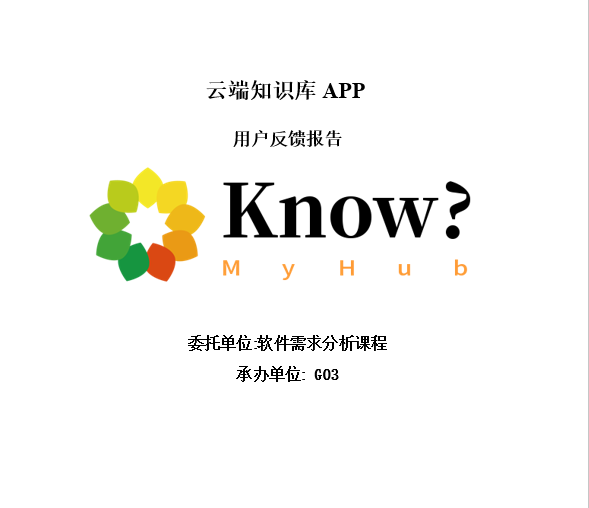 云端知识库 APP
用户反馈报告
Know?
MyHub
委托单位:软件需求分析课程
承办单位: G03